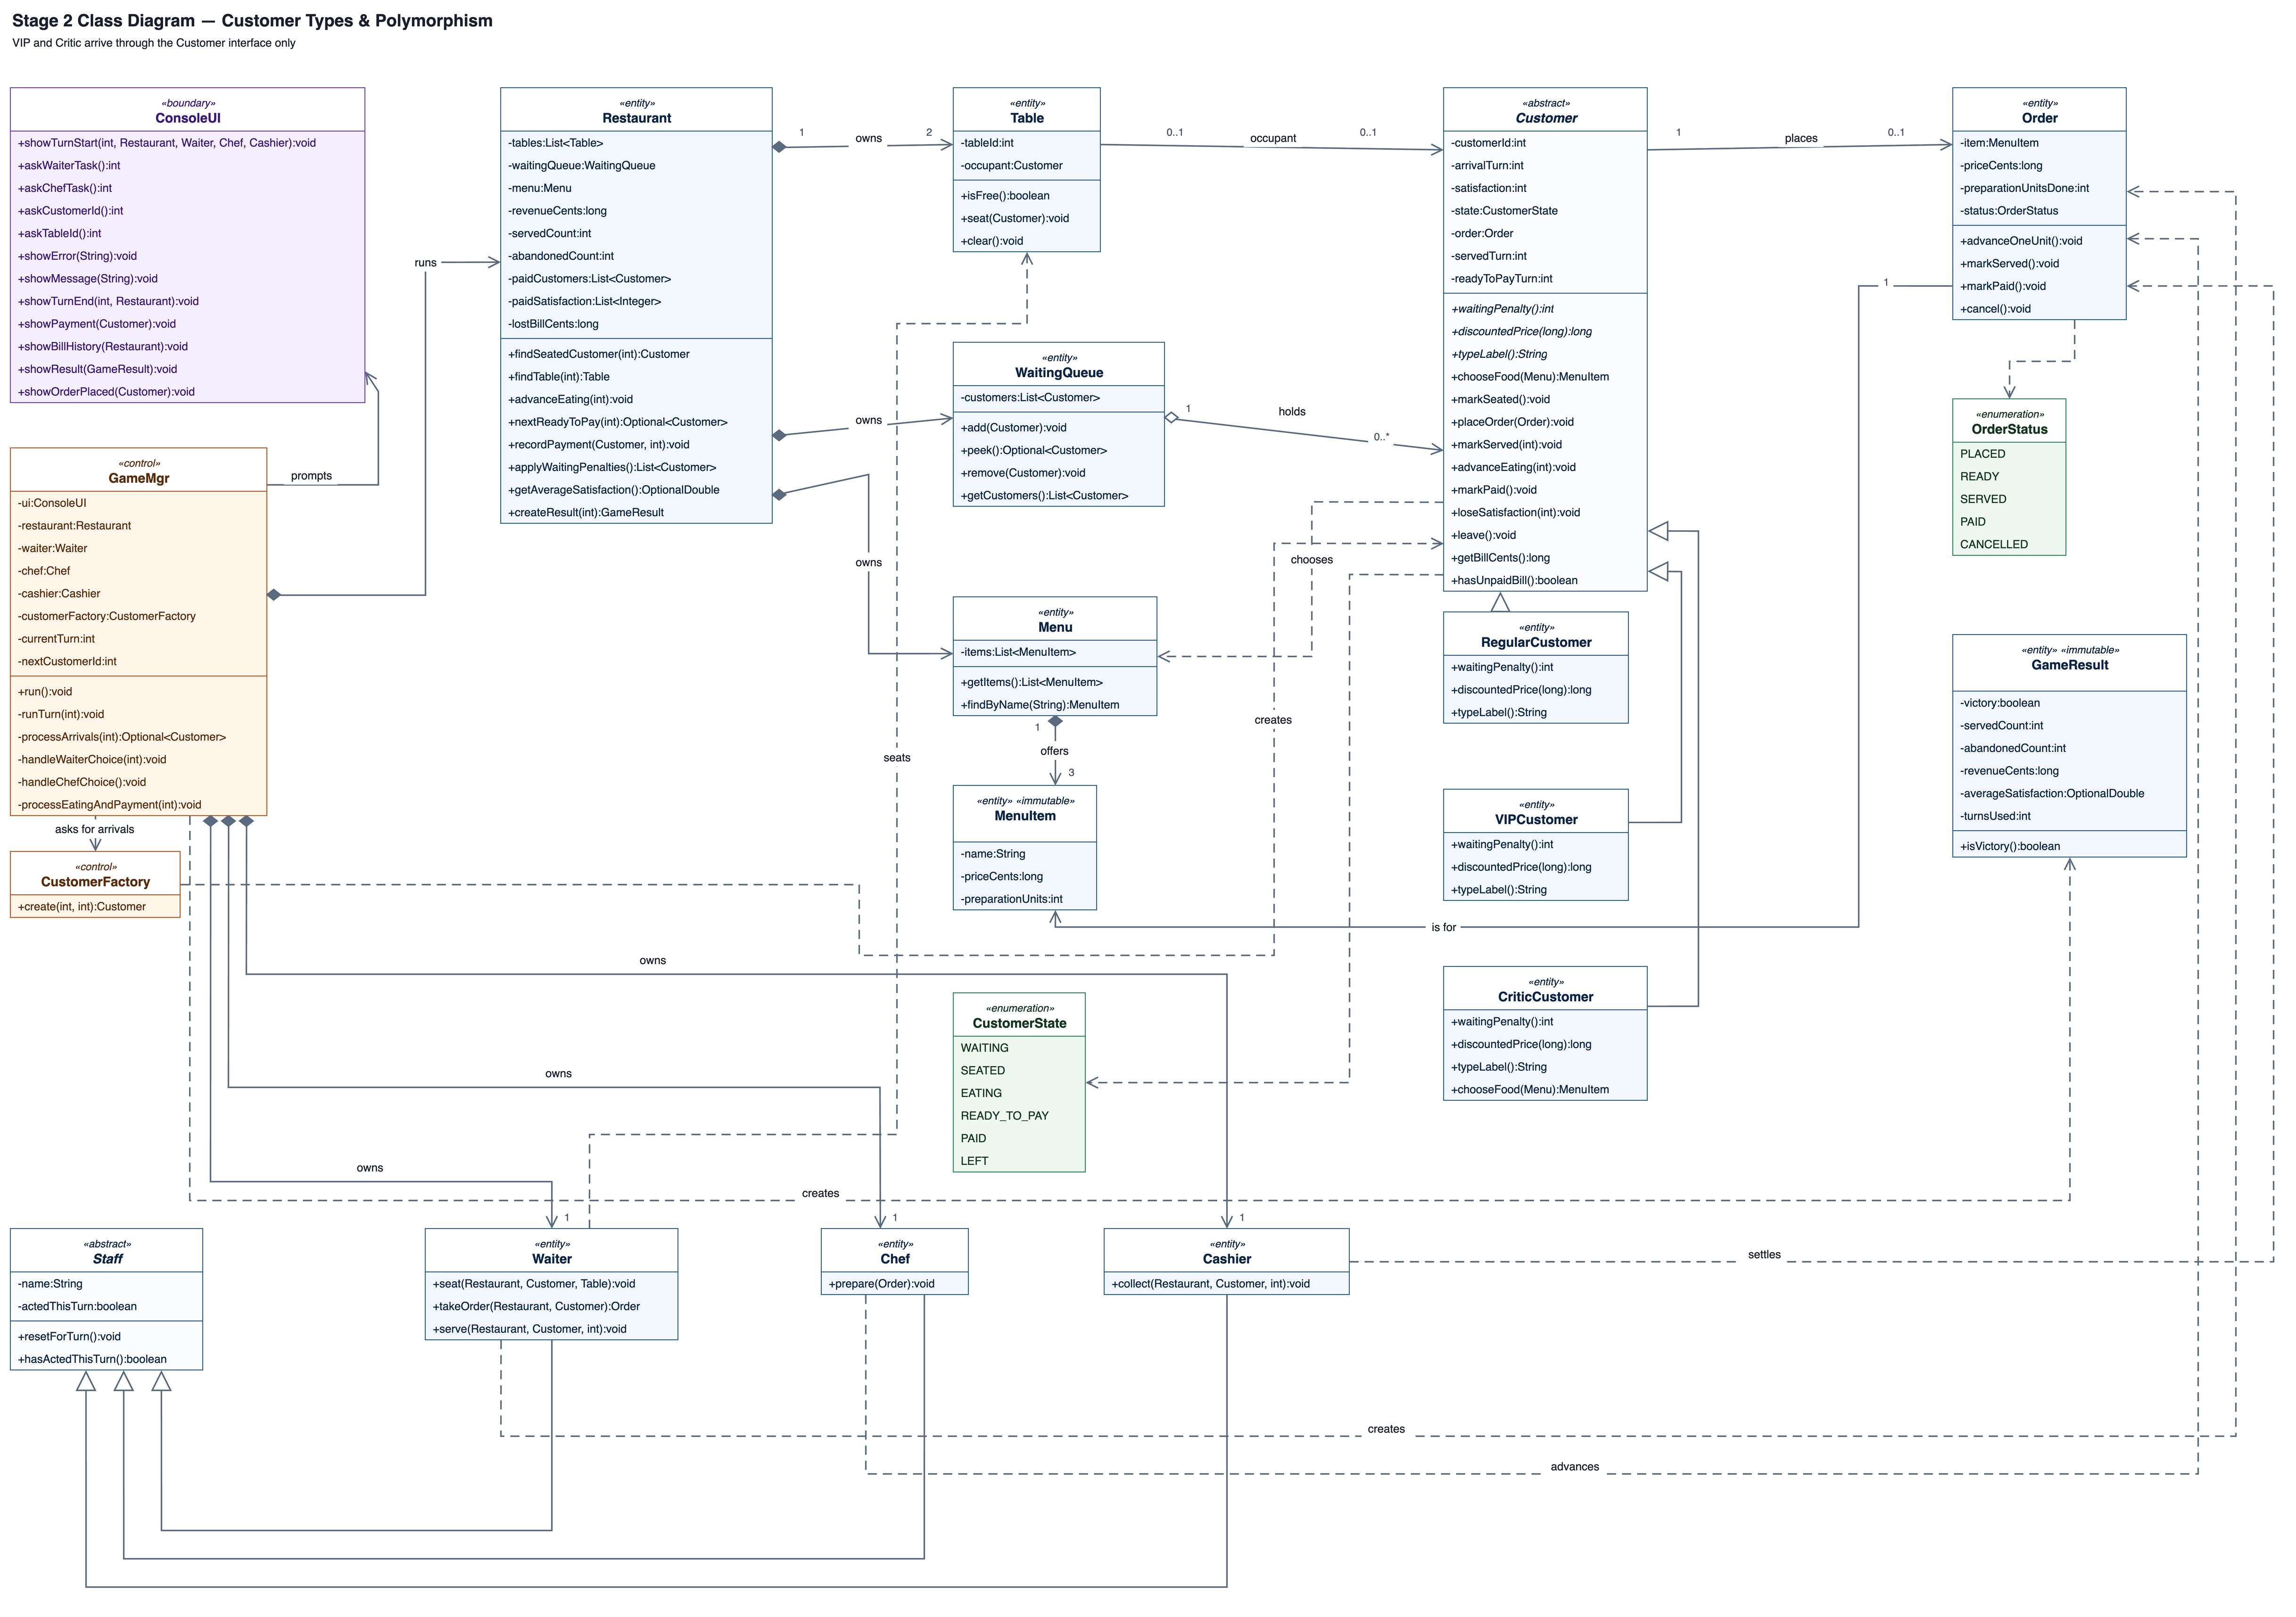 Stage 2 Class Diagram — Customer Types & Polymorphism
VIP and Critic arrive through the Customer interface only
«boundary»
ConsoleUI
+showTurnStart(int, Restaurant, Waiter, Chef, Cashier):void
+askWaiterTask():int
+askChefTask():int
+askCustomerId():int
+askTableId():int
+showError(String):void
+showMessage(String):void
+showTurnEnd(int, Restaurant):void
+showPayment(Customer):void
+showBillHistory(Restaurant):void
+showResult(GameResult):void
+showOrderPlaced(Customer):void
«control»
GameMgr
-ui:ConsoleUI
-restaurant:Restaurant
-waiter:Waiter
-chef:Chef
-cashier:Cashier
-customerFactory:CustomerFactory
-currentTurn:int
-nextCustomerId:int
+run():void
-runTurn(int):void
-processArrivals(int):Optional<Customer>
-handleWaiterChoice(int):void
-handleChefChoice():void
-processEatingAndPayment(int):void
prompts
runs
asks for arrivals
«control»
CustomerFactory
+create(int, int):Customer
«entity»
Restaurant
-tables:List<Table>
-waitingQueue:WaitingQueue
-menu:Menu
-revenueCents:long
-servedCount:int
-abandonedCount:int
-paidCustomers:List<Customer>
-paidSatisfaction:List<Integer>
-lostBillCents:long
+findSeatedCustomer(int):Customer
+findTable(int):Table
+advanceEating(int):void
+nextReadyToPay(int):Optional<Customer>
+recordPayment(Customer, int):void
+applyWaitingPenalties():List<Customer>
+getAverageSatisfaction():OptionalDouble
+createResult(int):GameResult
1
owns
2
owns
owns
seats
«entity»
Table
-tableId:int
-occupant:Customer
+isFree():boolean
+seat(Customer):void
+clear():void
0..1
occupant
0..1
«entity»
WaitingQueue
-customers:List<Customer>
+add(Customer):void
+peek():Optional<Customer>
+remove(Customer):void
+getCustomers():List<Customer>
1
holds
0..*
«entity»
Menu
-items:List<MenuItem>
+getItems():List<MenuItem>
+findByName(String):MenuItem
1
offers
3
«entity» «immutable»
MenuItem
-name:String
-priceCents:long
-preparationUnits:int
chooses
creates
is for
«abstract»
Customer
-customerId:int
-arrivalTurn:int
-satisfaction:int
-state:CustomerState
-order:Order
-servedTurn:int
-readyToPayTurn:int
+waitingPenalty():int
+discountedPrice(long):long
+typeLabel():String
+chooseFood(Menu):MenuItem
+markSeated():void
+placeOrder(Order):void
+markServed(int):void
+advanceEating(int):void
+markPaid():void
+loseSatisfaction(int):void
+leave():void
+getBillCents():long
+hasUnpaidBill():boolean
1
places
0..1
«entity»
RegularCustomer
+waitingPenalty():int
+discountedPrice(long):long
+typeLabel():String
«entity»
VIPCustomer
+waitingPenalty():int
+discountedPrice(long):long
+typeLabel():String
«entity»
CriticCustomer
+waitingPenalty():int
+discountedPrice(long):long
+typeLabel():String
+chooseFood(Menu):MenuItem
«entity»
Order
-item:MenuItem
-priceCents:long
-preparationUnitsDone:int
-status:OrderStatus
+advanceOneUnit():void
+markServed():void
+markPaid():void
+cancel():void
1
«enumeration»
OrderStatus
PLACED
READY
SERVED
PAID
CANCELLED
«entity» «immutable»
GameResult
-victory:boolean
-servedCount:int
-abandonedCount:int
-revenueCents:long
-averageSatisfaction:OptionalDouble
-turnsUsed:int
+isVictory():boolean
«enumeration»
CustomerState
WAITING
SEATED
EATING
READY_TO_PAY
PAID
LEFT
owns
owns
owns
creates
1
1
1
«abstract»
Staff
-name:String
-actedThisTurn:boolean
+resetForTurn():void
+hasActedThisTurn():boolean
«entity»
Waiter
+seat(Restaurant, Customer, Table):void
+takeOrder(Restaurant, Customer):Order
+serve(Restaurant, Customer, int):void
«entity»
Chef
+prepare(Order):void
«entity»
Cashier
+collect(Restaurant, Customer, int):void
settles
creates
advances